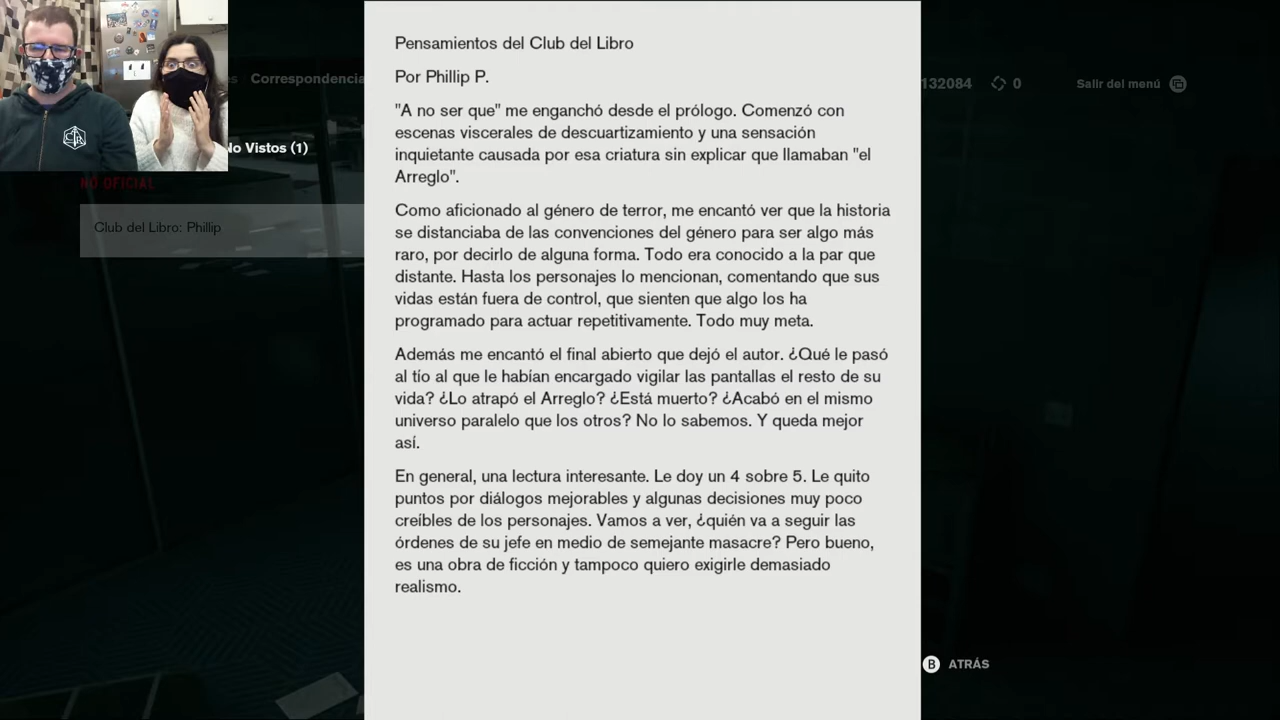 Pensamientos del Club del Libro
Por Phillip P.
"A no ser que" me enganchó desde el prólogo. Comenzó con
escenas viscerales de descuartizamiento y una sensación
inquietante causada por esa criatura sin explicar que llamaban "el
Arreglo".
Como aficionado al género de terror, me encantó ver que la historia
se distanciaba de las convenciones del género para ser algo más
raro, por decirlo de alguna forma. Todo era conocido a la par que
distante. Hasta los personajes lo mencionan, comentando que sus
vidas están fuera de control, que sienten que algo los ha
programado para actuar repetitivamente. Todo muy meta.
Además me encantó el final abierto que dejó el autor. ¿Qué le pasó
al tío al que le habían encargado vigilar las pantallas el resto de su
vida? ¿Lo atrapó el Arreglo? ¿Está muerto? ¿Acabó en el mismo
universo paralelo que los otros? No lo sabemos. Y queda mejor
así.
En general, una lectura interesante. Le doy un 4 sobre 5. Le quito
puntos por diálogos mejorables y algunas decisiones muy poco
creíbles de los personajes. Vamos a ver, ¿quién va a seguir las
órdenes de su jefe en medio de semejante masacre? Pero bueno,
es una obra de ficción y tampoco quiero exigirle demasiado
realismo.
Correspondencia
132084 0 Salir del menú
No Vistos (1)
NO OFICIAL
Club del Libro: Phillip
B ATRÁS